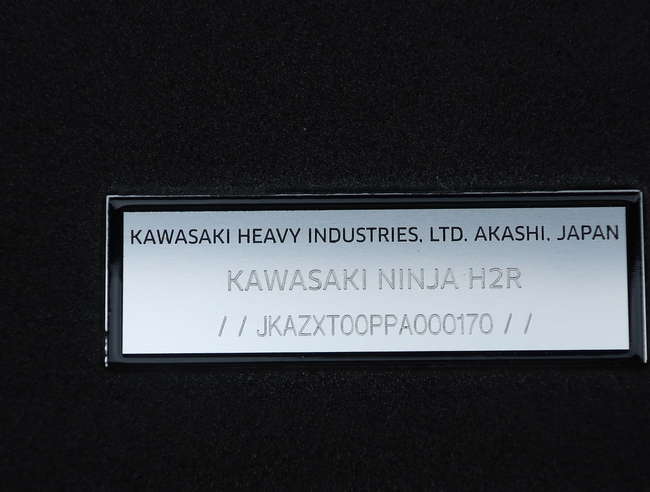 KAWASAKI HEAVY INDUSTRIES, LTD. AKASHI, JAPAN
KAWASAKI NINJA H2R
/ / JKAZXT00PPA000170 / /